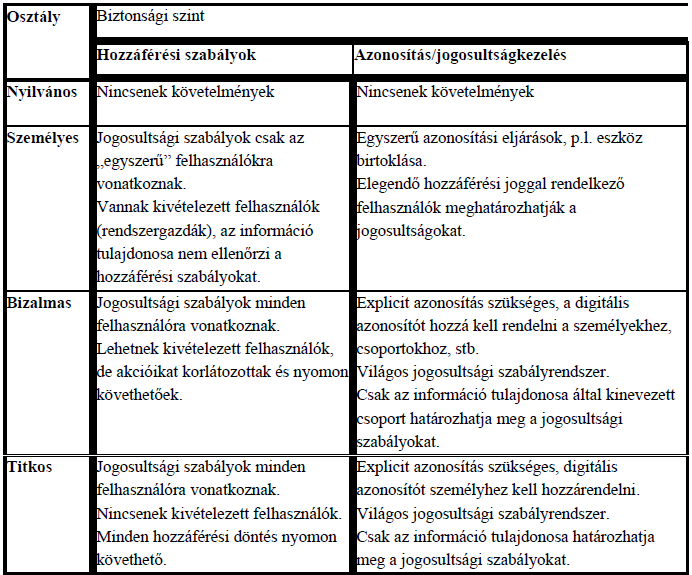 Osztály
Biztonsági szint
Hozzáférési szabályok
Azonosítás/jogosultságkezelés
Nyilvános
Nincsenek követelmények
Nincsenek követelmények
Személyes
Jogosultsági szabályok csak az
„egyszerű” felhasználókra
vonatkoznak.
Vannak kivételezett felhasználók
(rendszergazdák), az információ
tulajdonosa nem ellenőrzi a
hozzáférési szabályokat.
Egyszerű azonosítási eljárások, p.l. eszköz
birtoklása.
Elegendő hozzáférési joggal rendelkező
felhasználók meghatározhatják a
jogosultságokat.
Bizalmas
Jogosultsági szabályok minden
felhasználóra vonatkoznak.
Lehetnek kivételezett felhasználók,
de akcióikat korlátozottak és nyomon
követhetőek.
Explicit azonosítás szükséges, a digitális
azonosítót hozzá kell rendelni a személyekhez,
csoportokhoz, stb.
Világos jogosultsági szabályrendszer.
Csak az információ tulajdonosa által kinevezett
csoport határozhatja meg a jogosultsági
szabályokat.
Titkos
Jogosultsági szabályok minden
felhasználóra vonatkoznak.
Nincsenek kivételezett felhasználók.
Minden hozzáférési döntés nyomon
követhető.
Explicit azonosítás szükséges, digitális
azonosítót személyhez kell hozzárendelni.
Világos jogosultsági szabályrendszer.
Csak az információ tulajdonosa határozhatja
meg a jogosultsági szabályokat.